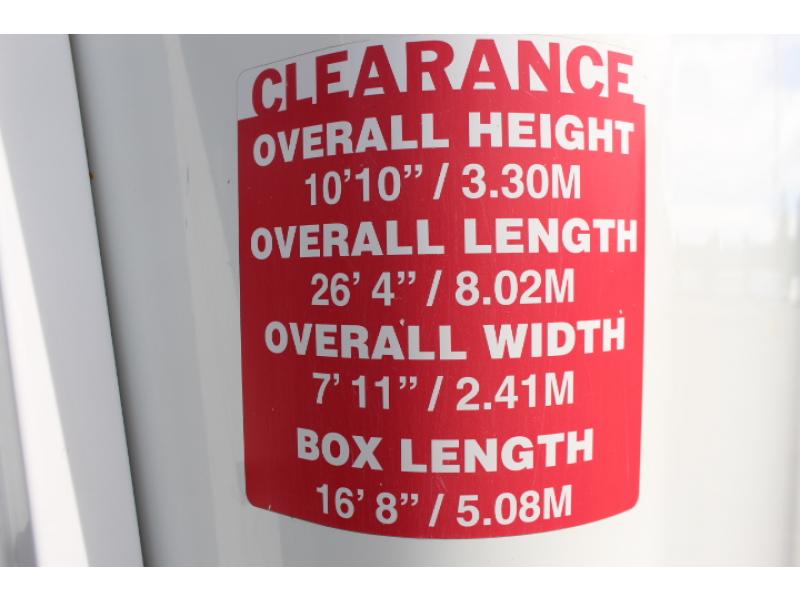 CLEARANCE
OVERALL HEIGHT
10'10" / 3.30M
OVERALL LENGTH
26' 4" / 8.02M
OVERALL WIDTH
7' 11" / 2.41M
BOX LENGTH
16' 8" / 5.08M